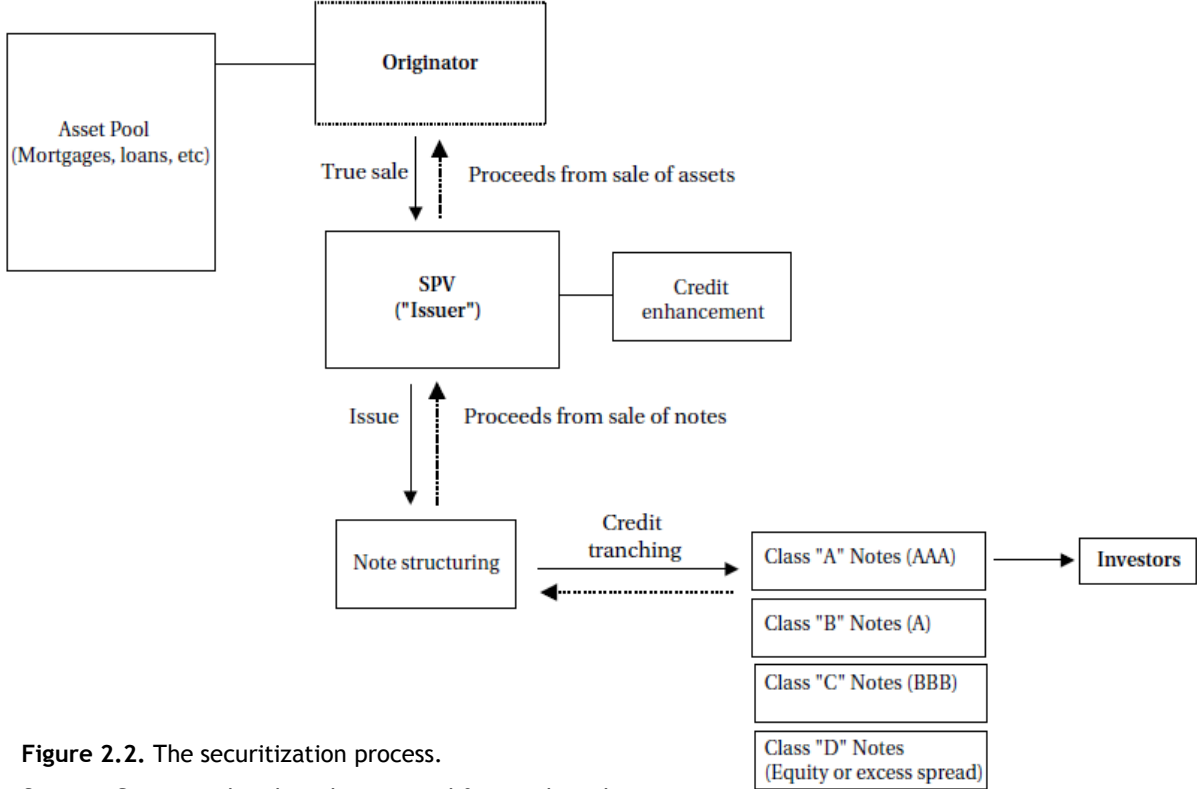 Originator
Asset Pool
(Mortgages, loans, etc)
True sale
Proceeds from sale of assets
SPV
("Issuer")
Credit
enhancement
Issue
Proceeds from sale of notes
Note structuring
Credit
tranching
Class "A" Notes (AAA)
Investors
Class "B" Notes (A)
Class "C" Notes (BBB)
Class "D" Notes
(Equity or excess spread)
Figure 2.2. The securitization process.